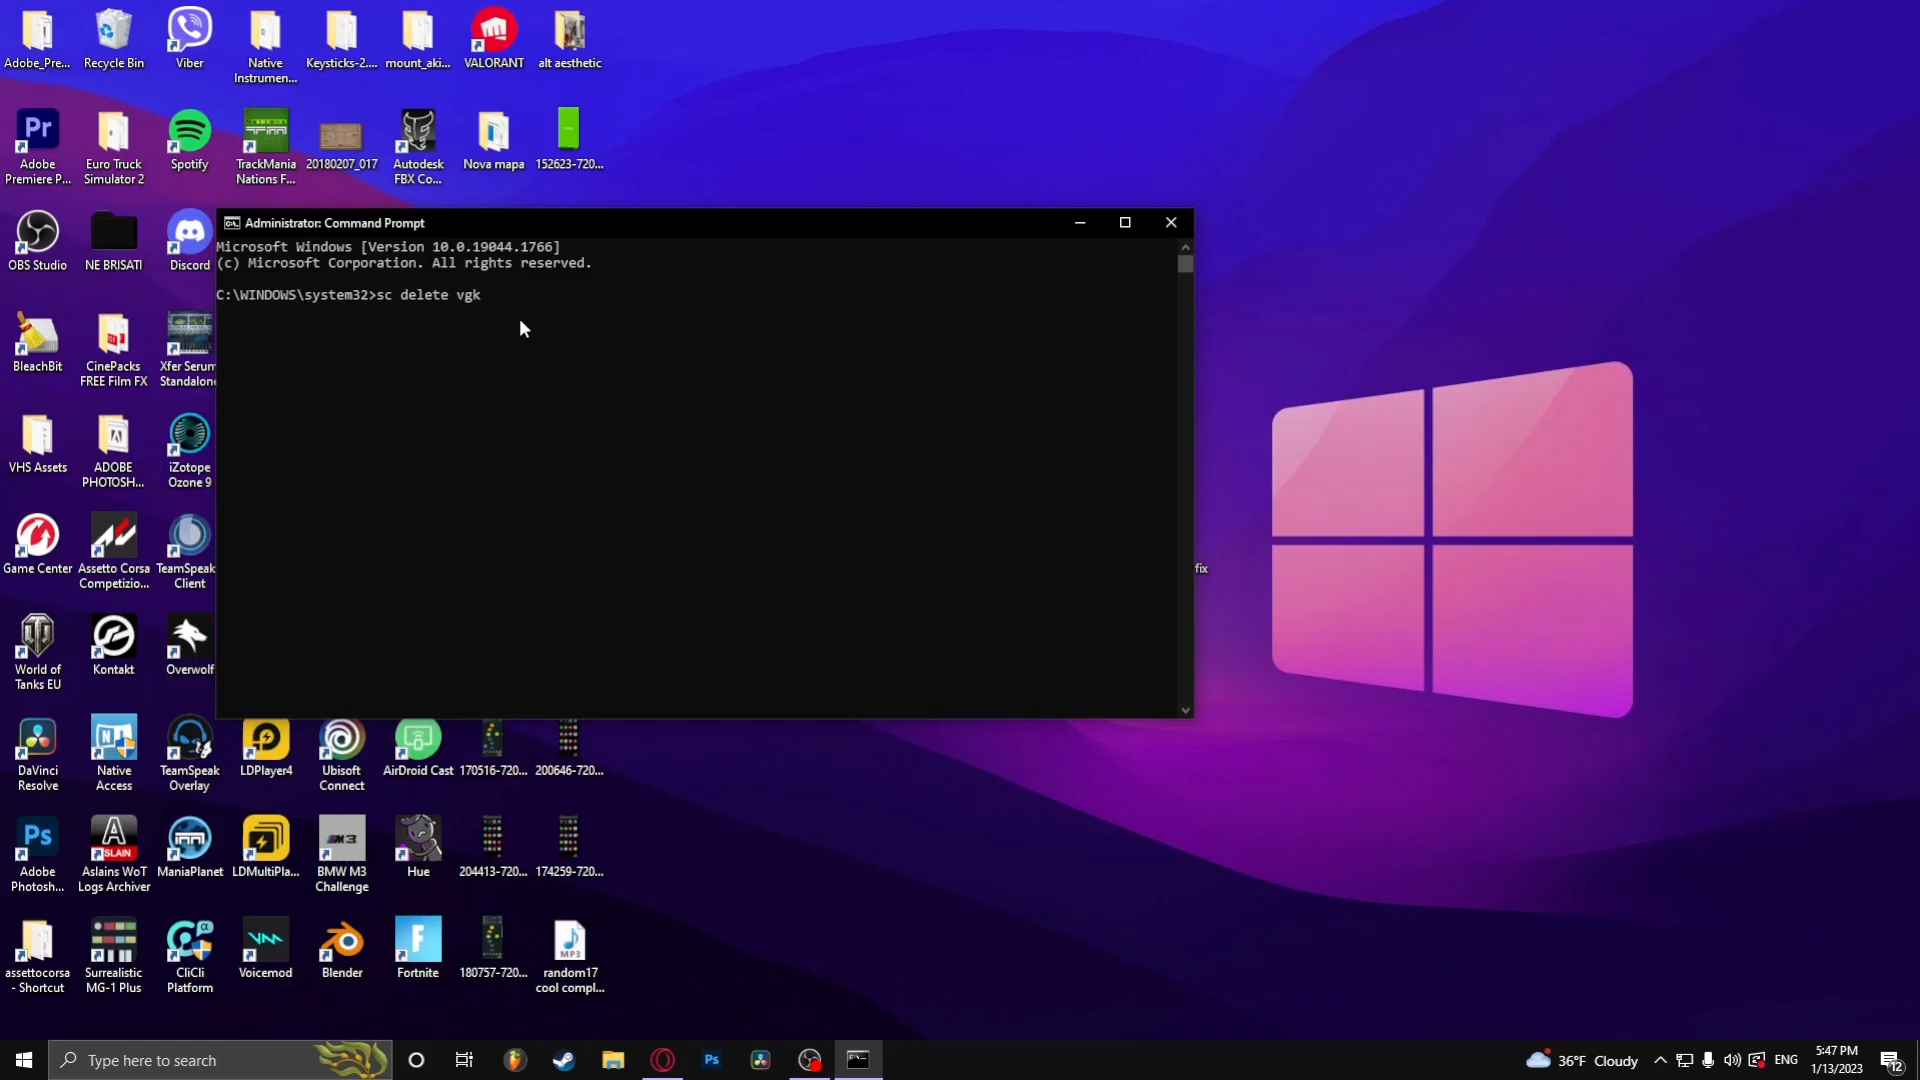 Adobe_Pre...
Recycle Bin
Viber
Native
Instrumen...
Keysticks-2....
mount_aki...
VALORANT
alt aesthetic
Pr
Adobe
Premiere P...
Euro Truck
Simulator 2
Spotify
TrackMania
Nations F...
20180207_017
Autodesk
FBX Co...
Nova mapa
152623-720...
OBS Studio
NE BRISATI
Discord
Administrator: Command Prompt
Microsoft Windows [Version 10.0.19044.1766]
(c) Microsoft Corporation. All rights reserved.
C:\WINDOWS\system32>sc delete vgk
BleachBit
CinePacks
FREE Film FX
Xfer Serum
Standalone
VHS Assets
ADOBE
PHOTOSH...
iZotope
Ozone 9
Game Center
Assetto Corsa
Competizio...
TeamSpeak
Client
fix
World of
Tanks EU
Kontakt
Overwolf
DaVinci
Resolve
Native
Access
TeamSpeak
Overlay
LDPlayer4
Ubisoft
Connect
AirDroid Cast
170516-720...
200646-720...
Ps
Adobe
Photosh...
ASLAIN
Aslains WoT
Logs Archiver
ManiaPlanet
LDMultiPla...
M3
BMW M3
Challenge
Hue
204413-720...
174259-720...
assettocorsa
- Shortcut
Surrealistic
MG-1 Plus
CliCli
Platform
Voicemod
Blender
F
Fortnite
180757-720...
MP3
random17
cool compl...
Type here to search
Ps
36°F Cloudy
ENG
5:47 PM
1/13/2023
12